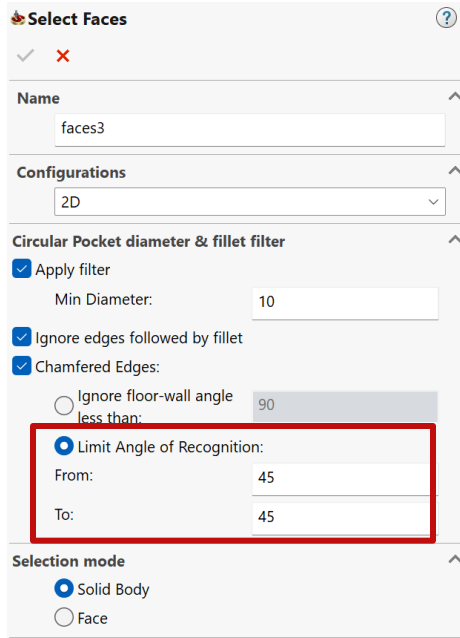 Select Faces
?
Name
faces3
Configurations
2D
Circular Pocket diameter & fillet filter
Apply filter
Min Diameter:
10
Ignore edges followed by fillet
Chamfered Edges:
Ignore floor-wall angle
less than:
90
Limit Angle of Recognition:
From:
45
To:
45
Selection mode
Solid Body
Face